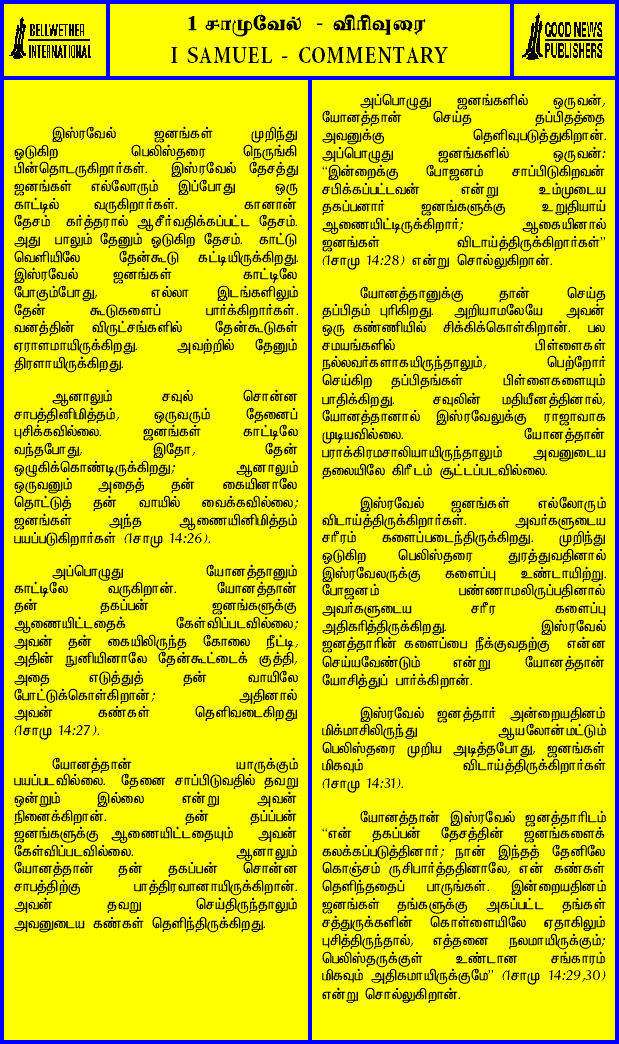 BELLWETHER
INTERNATIONAL
1 சாமுவேல் - விரிவுரை
I SAMUEL - COMMENTARY
GOOD NEWS
PUBLISHERS
இஸ்ரவேல் ஜனங்கள் முறிந்து
ஓடுகிற பெலிஸ்தரை நெருங்கி
பின்தொடருகிறார்கள். இஸ்ரவேல் தேசத்து
ஜனங்கள் எல்லோரும் இப்போது ஒரு
காட்டில் வருகிறார்கள். கானான்
தேசம் கர்த்தரால் ஆசீர்வதிக்கப்பட்ட தேசம்.
அது பாலும் தேனும் ஓடுகிற தேசம். காட்டு
வெளியிலே தேன்கூடு கட்டியிருக்கிறது.
இஸ்ரவேல் ஜனங்கள் காட்டிலே
போகும்போது, எல்லா இடங்களிலும்
தேன் கூடுகளைப் பார்க்கிறார்கள்.
வனத்தின் விருட்சங்களில் தேன்கூடுகள்
ஏராளமாயிருக்கிறது. அவற்றில் தேனும்
திரளாயிருக்கிறது.
ஆனாலும் சவுல் சொன்ன
சாபத்தினிமித்தம், ஒருவரும் தேனைப்
புசிக்கவில்லை. ஜனங்கள் காட்டிலே
வந்தபோது, இதோ, தேன்
ஒழுகிக்கொண்டிருக்கிறது; ஆனாலும்
ஒருவனும் அதைத் தன் கையினாலே
தொட்டுத் தன் வாயில் வைக்கவில்லை;
ஜனங்கள் அந்த ஆணையினிமித்தம்
பயப்படுகிறார்கள் (1சாமு 14:26).
அப்பொழுது யோனத்தானும்
காட்டிலே வருகிறான். யோனத்தான்
தன் தகப்பன் ஜனங்களுக்கு
ஆணையிட்டதைக் கேள்விப்படவில்லை;
அவன் தன் கையிலிருந்த கோலை நீட்டி,
அதின் நுனியினாலே தேன்கூட்டைக் குத்தி,
அதை எடுத்துத் தன் வாயிலே
போட்டுக்கொள்கிறான்; அதினால்
அவன் கண்கள் தெளிவடைகிறது
(1சாமு 14:27).
யோனத்தான் யாருக்கும்
பயப்படவில்லை. தேனை சாப்பிடுவதில் தவறு
ஒன்றும் இல்லை என்று அவன்
நினைக்கிறான். தன் தப்பன்
ஜனங்களுக்கு ஆணையிட்டதையும் அவன்
கேள்விப்படவில்லை. ஆனாலும்
யோனத்தான் தன் தகப்பன் சொன்ன
சாபத்திற்கு பாத்திரவானாயிருக்கிறான்.
அவன் தவறு செய்திருந்தாலும்
அவனுடைய கண்கள் தெளிந்திருக்கிறது.
அப்பொழுது ஜனங்களில் ஒருவன்,
யோனத்தான் செய்த தப்பிதத்தை
அவனுக்கு தெளிவுபடுத்துகிறான்.
அப்பொழுது ஜனங்களில் ஒருவன்:
“இன்றைக்கு போஜனம் சாப்பிடுகிறவன்
சபிக்கப்பட்டவன் என்று உம்முடைய
தகப்பனார் ஜனங்களுக்கு உறுதியாய்
ஆணையிட்டிருக்கிறார்; ஆகையினால்
ஜனங்கள் விடாய்த்திருக்கிறார்கள்”
(1சாமு 14:28) என்று சொல்லுகிறான்.
யோனத்தானுக்கு தான் செய்த
தப்பிதம் புரிகிறது. அறியாமலேயே அவன்
ஒரு கண்ணியில் சிக்கிக்கொள்கிறான். பல
சமயங்களில் பிள்ளைகள்
நல்லவர்களாகயிருந்தாலும், பெற்றோர்
செய்கிற தப்பிதங்கள் பிள்ளைகளையும்
பாதிக்கிறது. சவுலின் மதியீனத்தினால்,
யோனத்தானால் இஸ்ரவேலுக்கு ராஜாவாக
முடியவில்லை. யோனத்தான்
பராக்கிரமசாலியாயிருந்தாலும் அவனுடைய
தலையிலே கிரீடம் சூட்டப்படவில்லை.
இஸ்ரவேல் ஜனங்கள் எல்லோரும்
விடாய்த்திருக்கிறார்கள். அவர்களுடைய
சரீரம் களைப்படைந்திருக்கிறது. முறிந்து
ஓடுகிற பெலிஸ்தரை துரத்துவதினால்
இஸ்ரவேலருக்கு களைப்பு உண்டாயிற்று.
போஜனம் பண்ணாமலிருப்பதினால்
அவர்களுடைய சரீர களைப்பு
அதிகரித்திருக்கிறது. இஸ்ரவேல்
ஜனத்தாரின் களைப்பை நீக்குவதற்கு என்ன
செய்யவேண்டும் என்று யோனத்தான்
யோசித்துப் பார்க்கிறான்.
இஸ்ரவேல் ஜனத்தார் அன்றையதினம்
மிக்மாசிலிருந்து ஆயலோன்மட்டும்
பெலிஸ்தரை முறிய அடித்தபோது, ஜனங்கள்
மிகவும் விடாய்த்திருக்கிறார்கள்
(1சாமு 14:31).
யோனத்தான் இஸ்ரவேல் ஜனத்தாரிடம்
“என் தகப்பன் தேசத்தின் ஜனங்களைக்
கலக்கப்படுத்தினார்; நான் இந்தத் தேனிலே
கொஞ்சம் ருசிபார்த்ததினாலே, என் கண்கள்
தெளிந்ததைப் பாருங்கள். இன்றையதினம்
ஜனங்கள் தங்களுக்கு அகப்பட்ட தங்கள்
சத்துருக்களின் கொள்ளையிலே ஏதாகிலும்
புசித்திருந்தால், எத்தனை நலமாயிருக்கும்;
பெலிஸ்தருக்குள் உண்டான சங்காரம்
மிகவும் அதிகமாயிருக்குமே” (1சாமு 14:29,30)
என்று சொல்லுகிறான்.